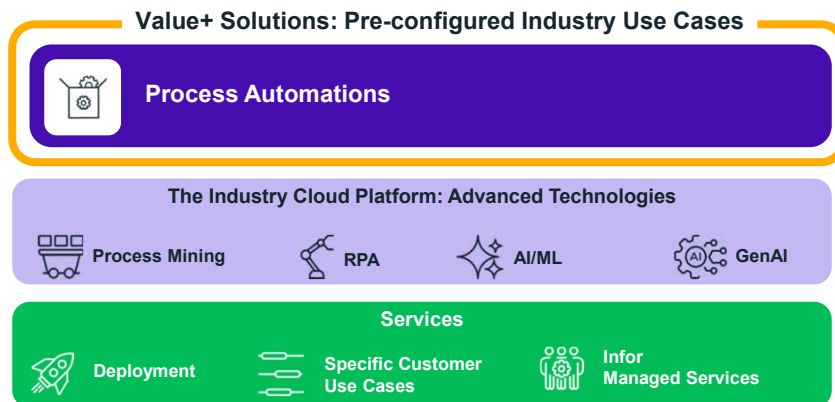 Value+ Solutions: Pre-configured Industry Use Cases
Process Automations
The Industry Cloud Platform: Advanced Technologies
Process Mining
RPA
AI/ML
AI
GenAI
Services
Deployment
Specific Customer
Use Cases
Infor
Managed Services